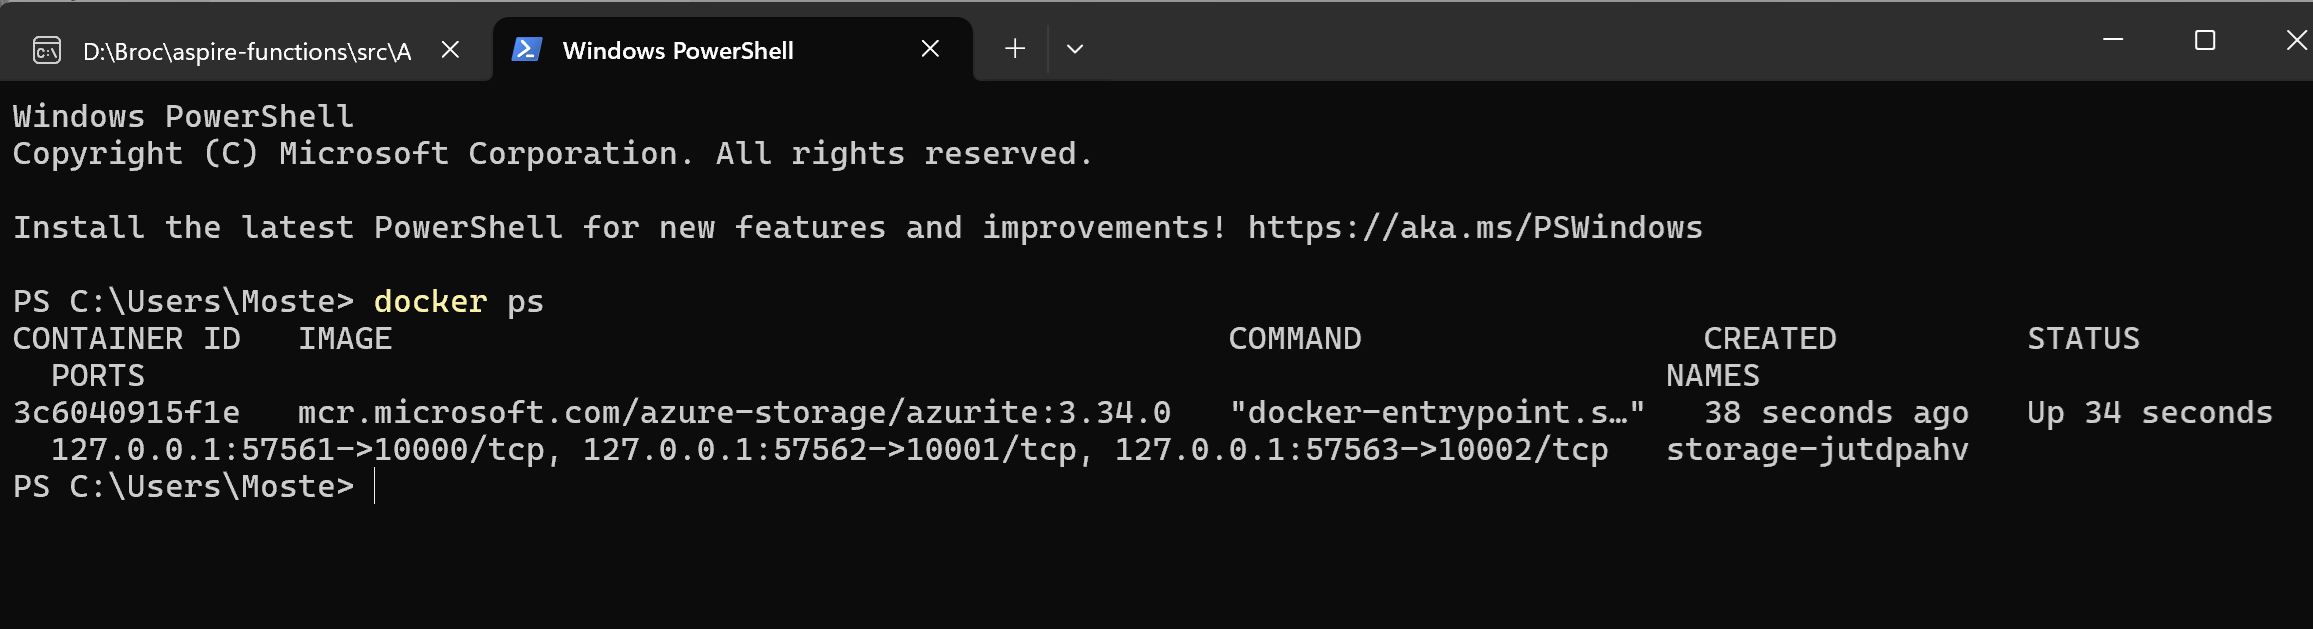 D:\Broc\aspire-functions\src\A
Windows PowerShell
Windows PowerShell
Copyright (C) Microsoft Corporation. All rights reserved.
Install the latest PowerShell for new features and improvements! https://aka.ms/PSWindows
PS C:\Users\Moste> docker ps
CONTAINER ID   IMAGE                                            COMMAND                  CREATED          STATUS
  PORTS                                                                                NAMES
3c6040915f1e   mcr.microsoft.com/azure-storage/azurite:3.34.0   "docker-entrypoint.s…"   38 seconds ago   Up 34 seconds
  127.0.0.1:57561->10000/tcp, 127.0.0.1:57562->10001/tcp, 127.0.0.1:57563->10002/tcp   storage-jutdpahv
PS C:\Users\Moste>